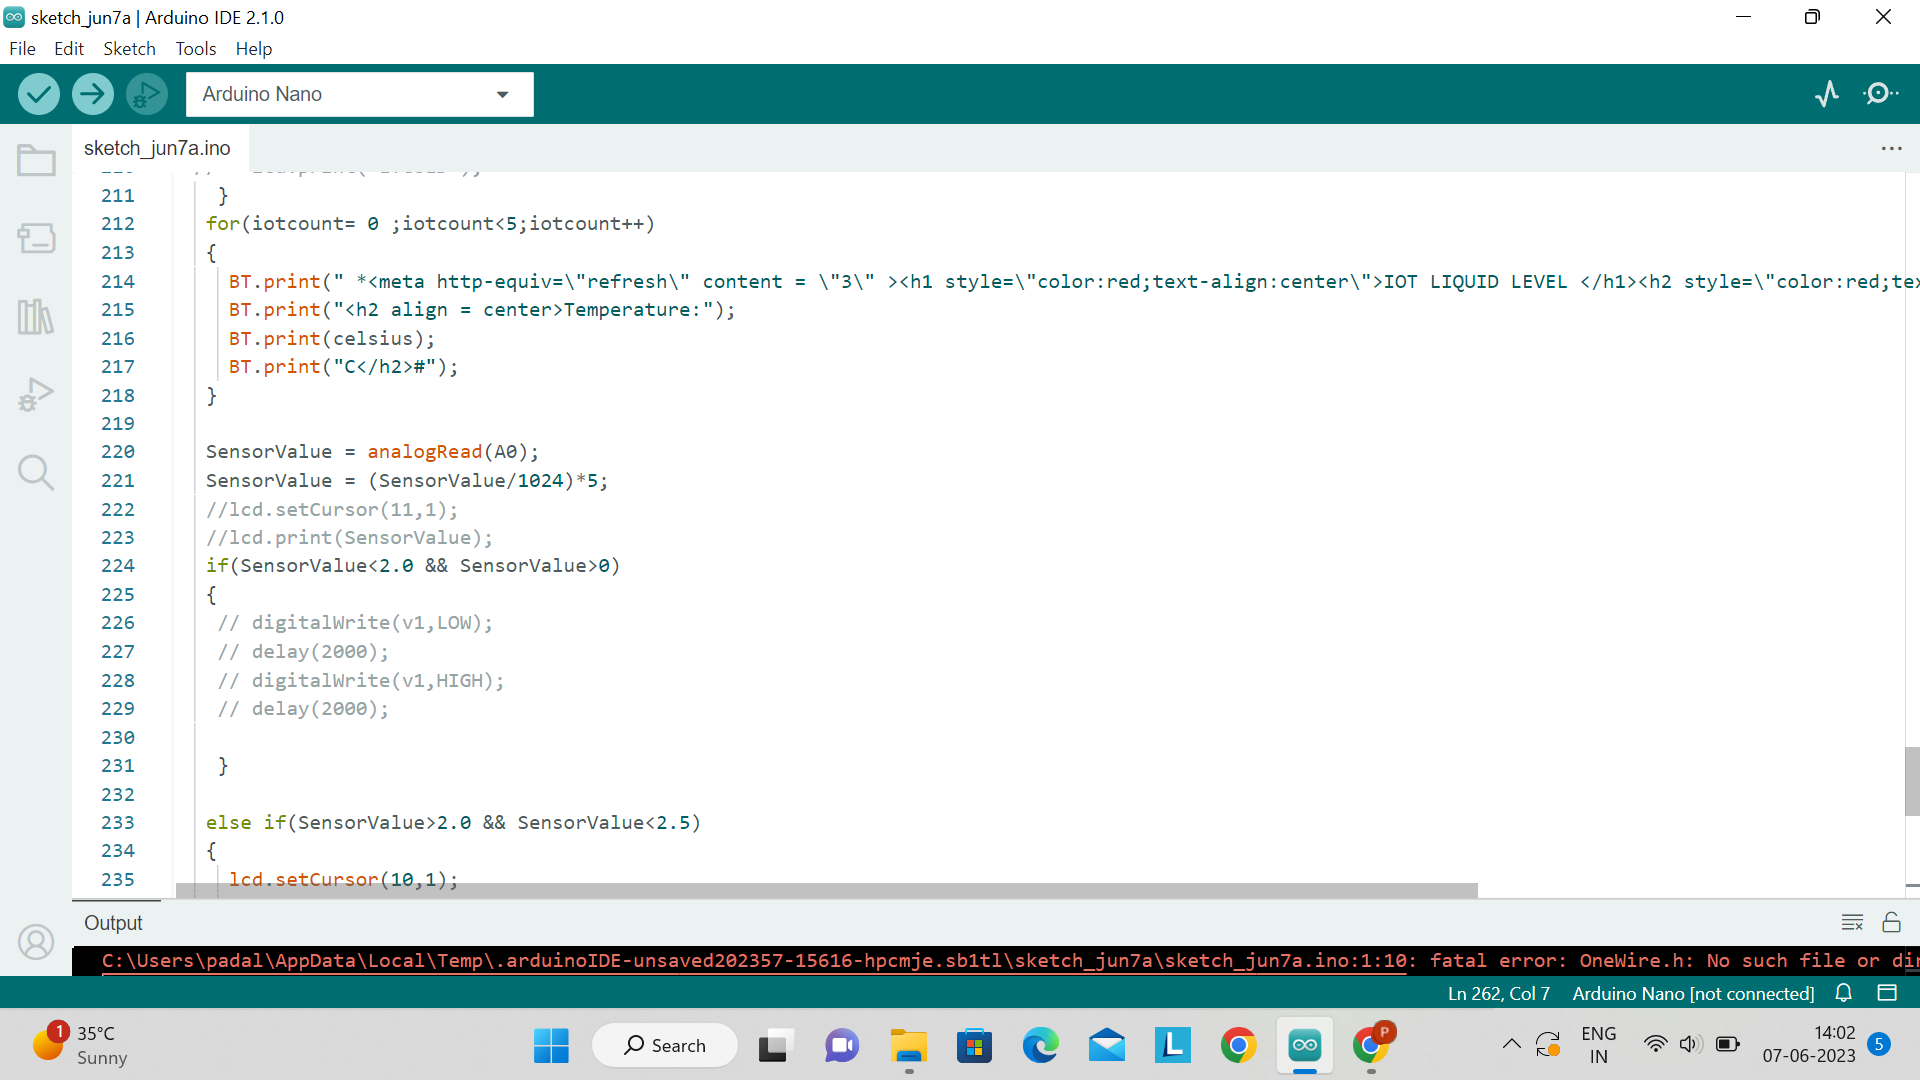 sketch_jun7a | Arduino IDE 2.1.0
File Edit Sketch Tools Help
Arduino Nano
sketch_jun7a.ino
211 }
212 for(iotcount= 0 ;iotcount<5;iotcount++)
213 {
214 BT.print(" *<meta http-equiv=\"refresh\" content = \"3\" ><h1 style=\"color:red;text-align:center\">IOT LIQUID LEVEL </h1><h2 style=\"color:red;te
215 BT.print("<h2 align = center>Temperature:");
216 BT.print(celsius);
217 BT.print("C</h2>#");
218 }
219
220 SensorValue = analogRead(A0);
221 SensorValue = (SensorValue/1024)*5;
222 //lcd.setCursor(11,1);
223 //lcd.print(SensorValue);
224 if(SensorValue<2.0 && SensorValue>0)
225 {
226 // digitalWrite(v1,LOW);
227 // delay(2000);
228 // digitalWrite(v1,HIGH);
229 // delay(2000);
230
231 }
232
233 else if(SensorValue>2.0 && SensorValue<2.5)
234 {
235 lcd.setCursor(10,1);
Output
C:\Users\padal\AppData\Local\Temp\.arduinoIDE-unsaved202357-15616-hpcmje.sb1tl\sketch_jun7a\sketch_jun7a.ino:1:10: fatal error: OneWire.h: No such file or dir
Ln 262, Col 7 Arduino Nano [not connected]
1
35°C
Sunny
Search
L
P
ENG
IN
14:02
07-06-2023
5